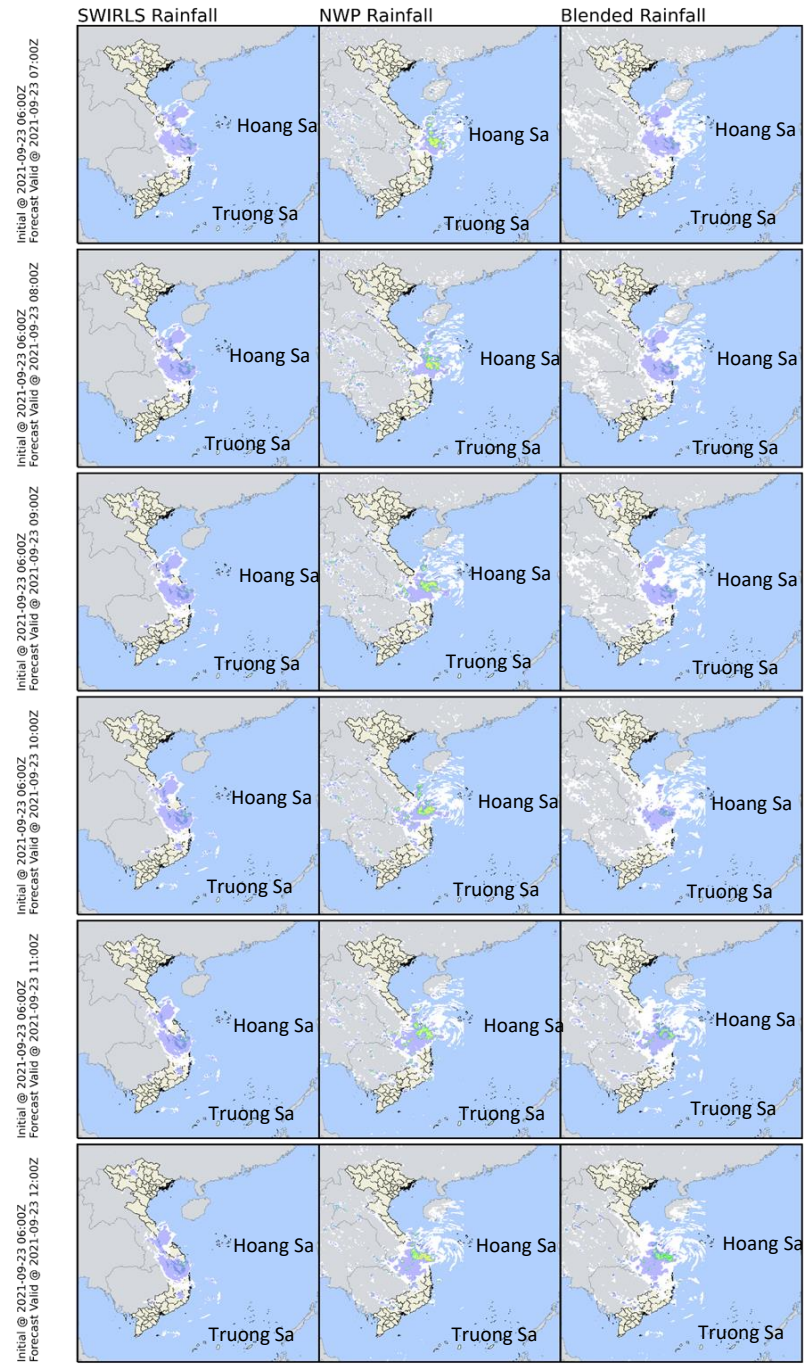 SWIRLS Rainfall NWP Rainfall Blended Rainfall
Initial @ 2021-09-23 06:00Z
Forecast Valid @ 2021-09-23 07:00Z
Hoang Sa Hoang Sa Hoang Sa
Truong Sa Truong Sa Truong Sa
Initial @ 2021-09-23 06:00Z
Forecast Valid @ 2021-09-23 08:00Z
Hoang Sa Hoang Sa Hoang Sa
Truong Sa Truong Sa Truong Sa
Initial @ 2021-09-23 06:00Z
Forecast Valid @ 2021-09-23 09:00Z
Hoang Sa Hoang Sa Hoang Sa
Truong Sa Truong Sa Truong Sa
Initial @ 2021-09-23 06:00Z
Forecast Valid @ 2021-09-23 10:00Z
Hoang Sa Hoang Sa Hoang Sa
Truong Sa Truong Sa Truong Sa
Initial @ 2021-09-23 06:00Z
Forecast Valid @ 2021-09-23 11:00Z
Hoang Sa Hoang Sa Hoang Sa
Truong Sa Truong Sa Truong Sa
Initial @ 2021-09-23 06:00Z
Forecast Valid @ 2021-09-23 12:00Z
Hoang Sa Hoang Sa Hoang Sa
Truong Sa Truong Sa Truong Sa